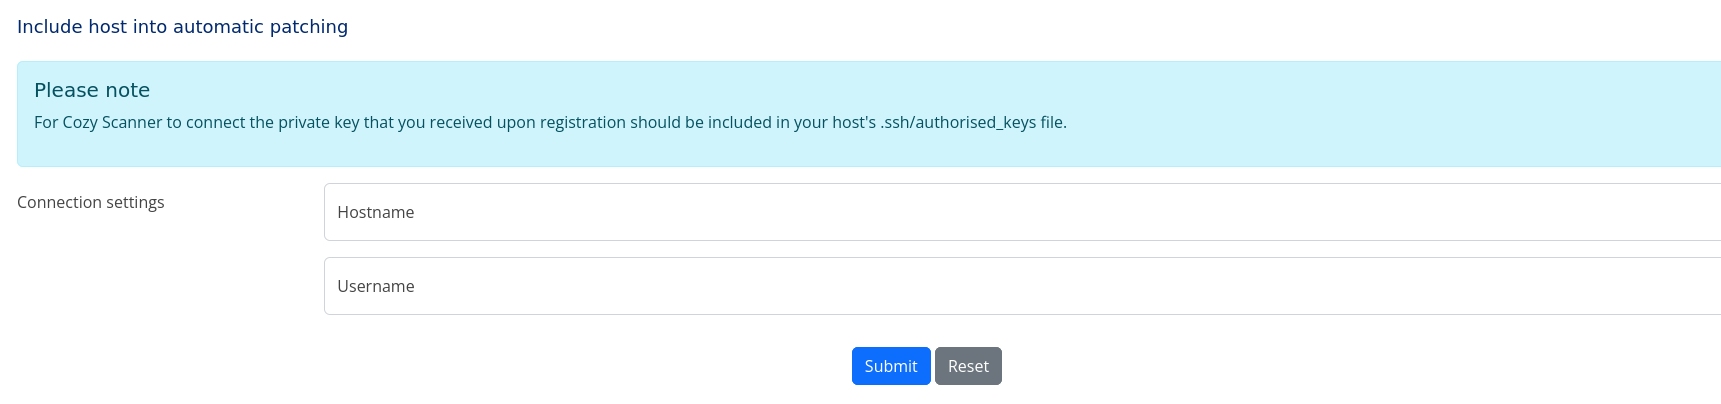 Include host into automatic patching
Please note
For Cozy Scanner to connect the private key that you received upon registration should be included in your host's .ssh/authorised_keys file.
Connection settings
Hostname
Username
Submit Reset